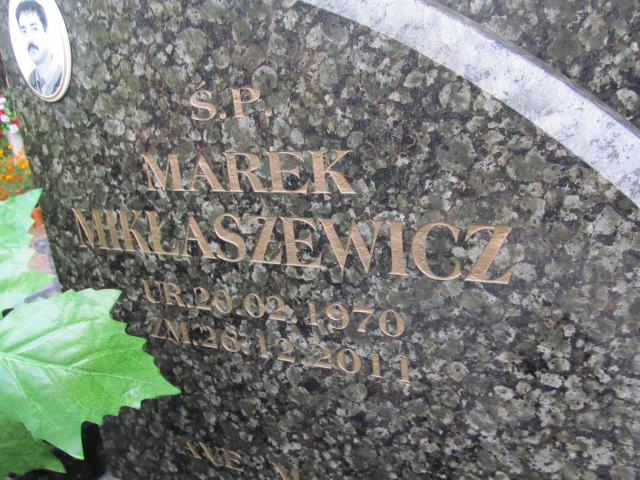 Ś.P.
MAREK
MIKŁASZEWICZ
UR.20.02.1970
ZM.26.12.2011
AVE